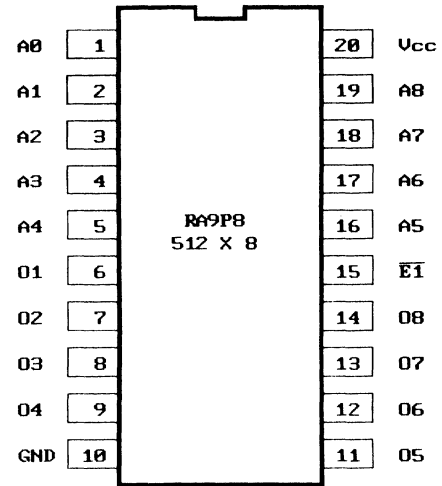 A0 1 20 Vcc
A1 2 19 A8
A2 3 18 A7
A3 4 17 A6
A4 5 RA9P8 16 A5
512 X 8
O1 6 15 E1
O2 7 14 O8
O3 8 13 O7
O4 9 12 O6
GND 10 11 O5